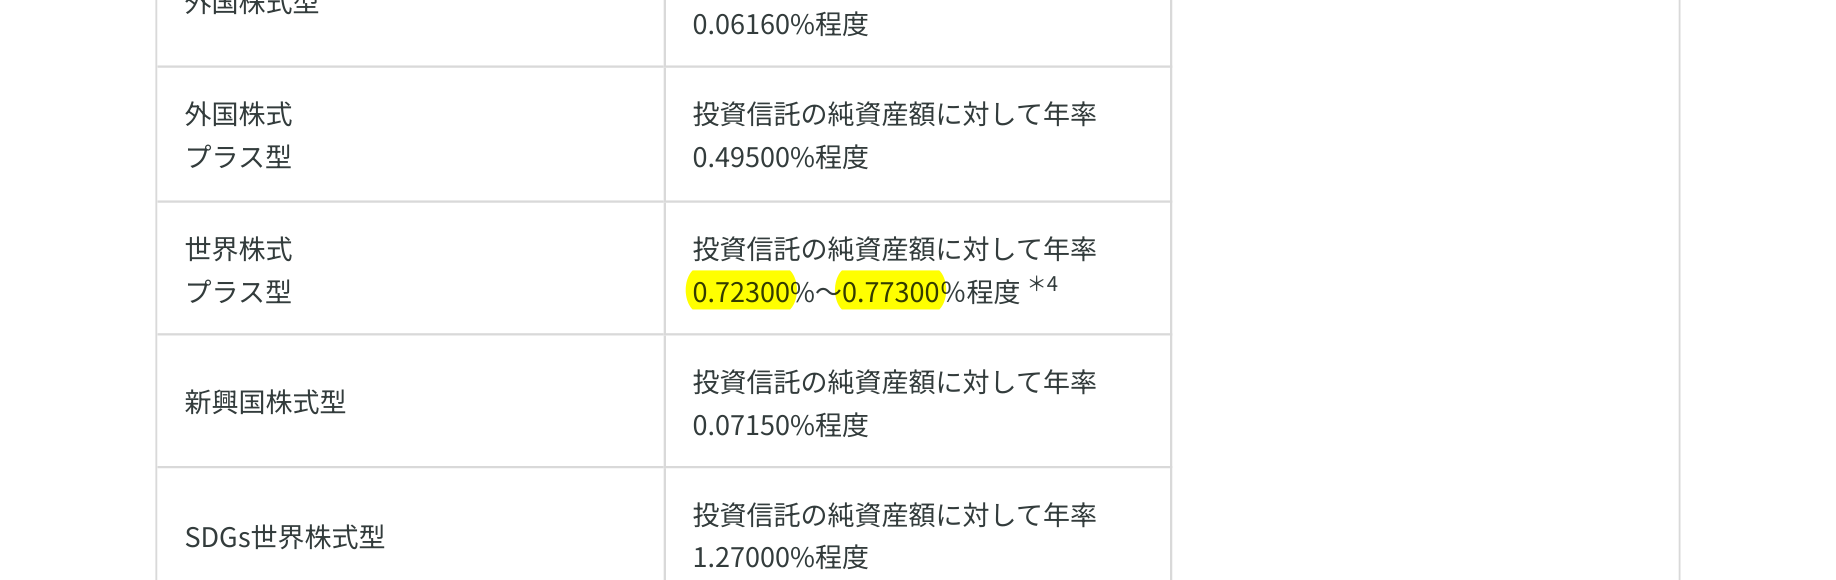 外国株式型
0.06160%程度
外国株式
プラス型
投資信託の純資産額に対して年率
0.49500%程度
世界株式
プラス型
投資信託の純資産額に対して年率
0.72300%～0.77300%程度 ＊4
新興国株式型
投資信託の純資産額に対して年率
0.07150%程度
SDGs世界株式型
投資信託の純資産額に対して年率
1.27000%程度